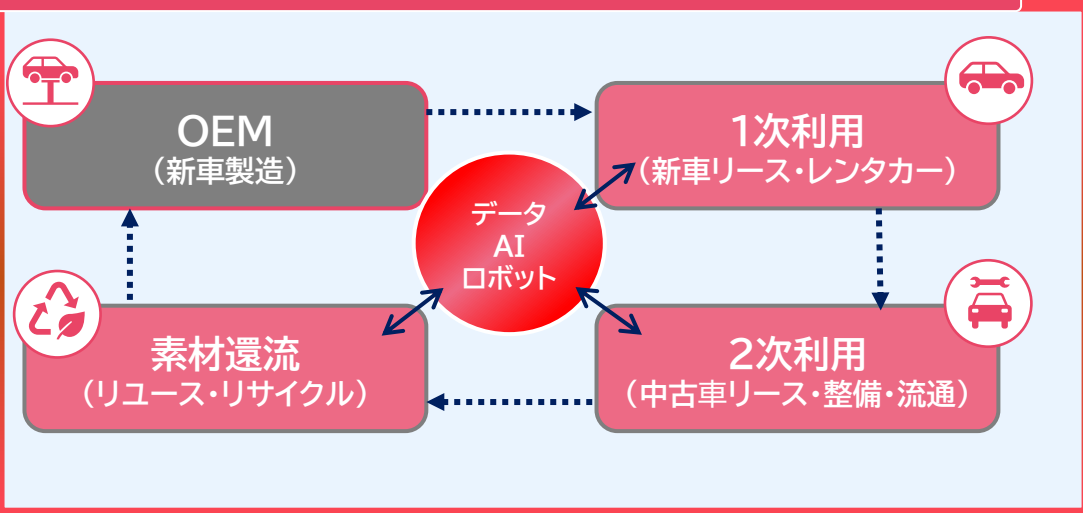 OEM
（新車製造）
1次利用
（新車リース・レンタカー）
データ
AI
ロボット
素材還流
（リユース・リサイクル）
2次利用
（中古車リース・整備・流通）